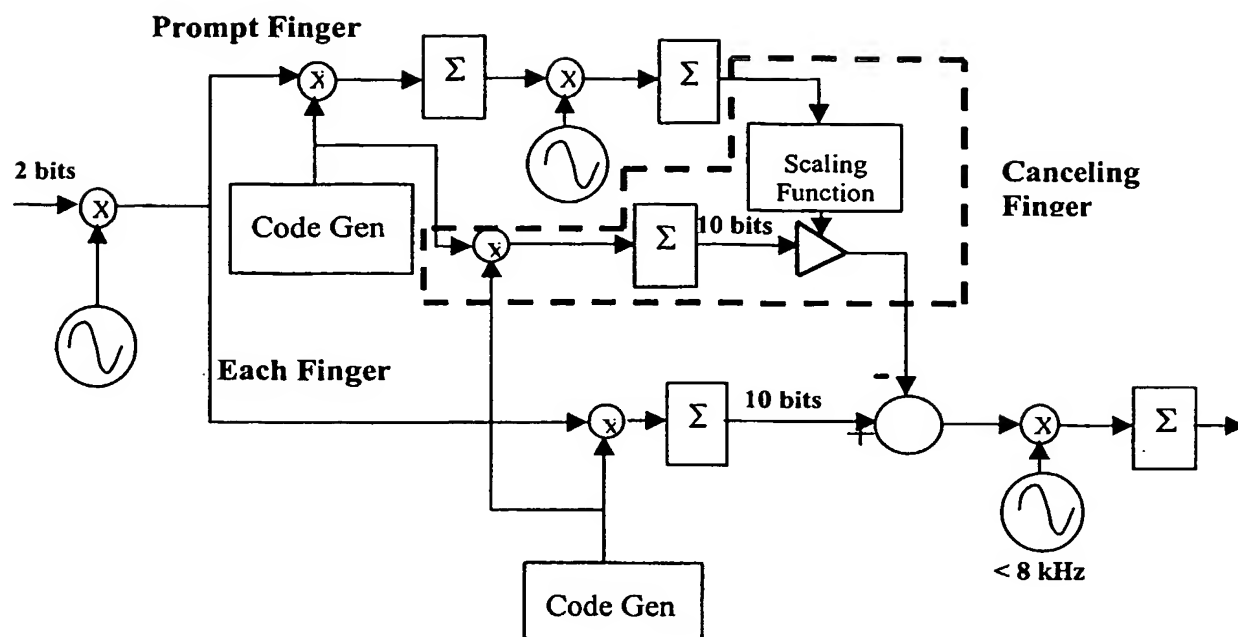 Prompt Finger
X
Σ
X
Σ
Scaling
Function
Canceling
Finger
2 bits
X
Code Gen
x
Σ
10 bits
Each Finger
-
x
Σ
10 bits
+
X
Σ
< 8 kHz
Code Gen